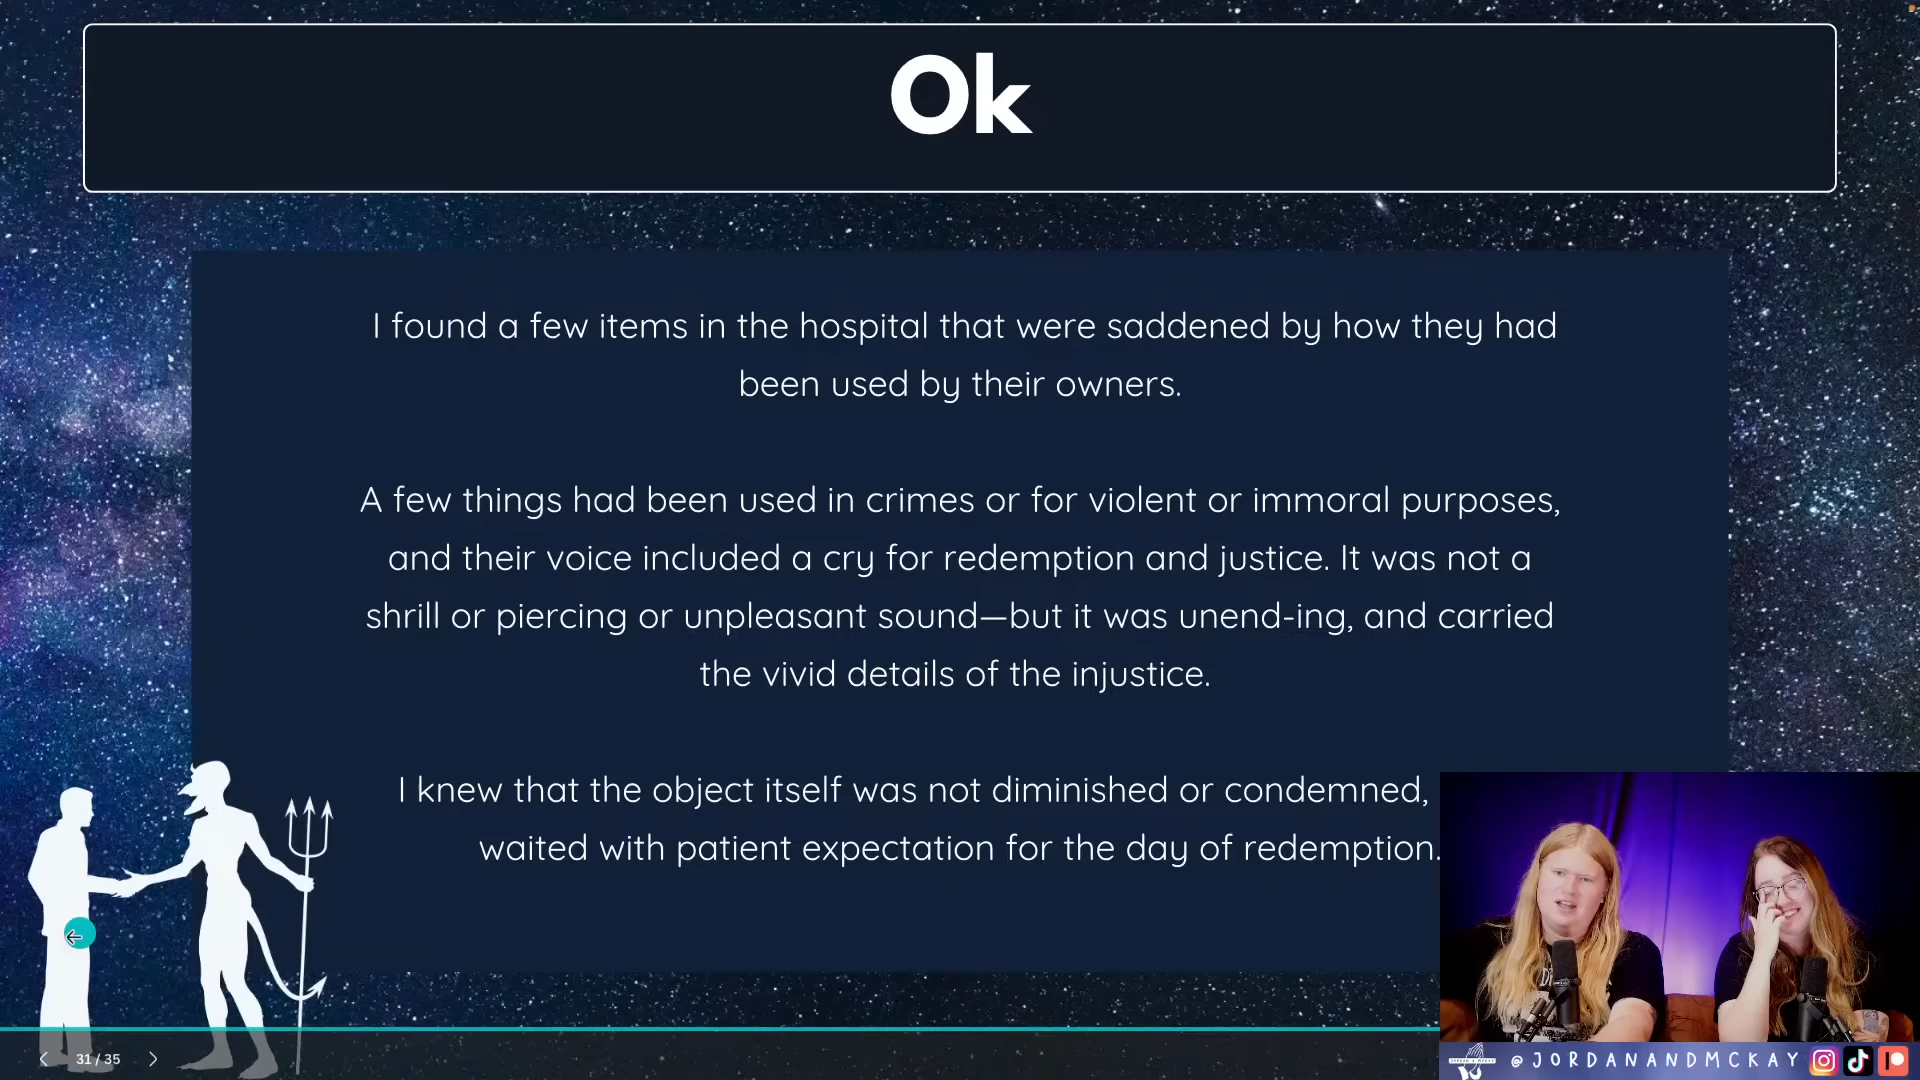 Ok
I found a few items in the hospital that were saddened by how they had
been used by their owners.
A few things had been used in crimes or for violent or immoral purposes,
and their voice included a cry for redemption and justice. It was not a
shrill or piercing or unpleasant sound—but it was unend-ing, and carried
the vivid details of the injustice.
I knew that the object itself was not diminished or condemned,
waited with patient expectation for the day of redemption.
31 / 35
@JORDANANDMCKAY